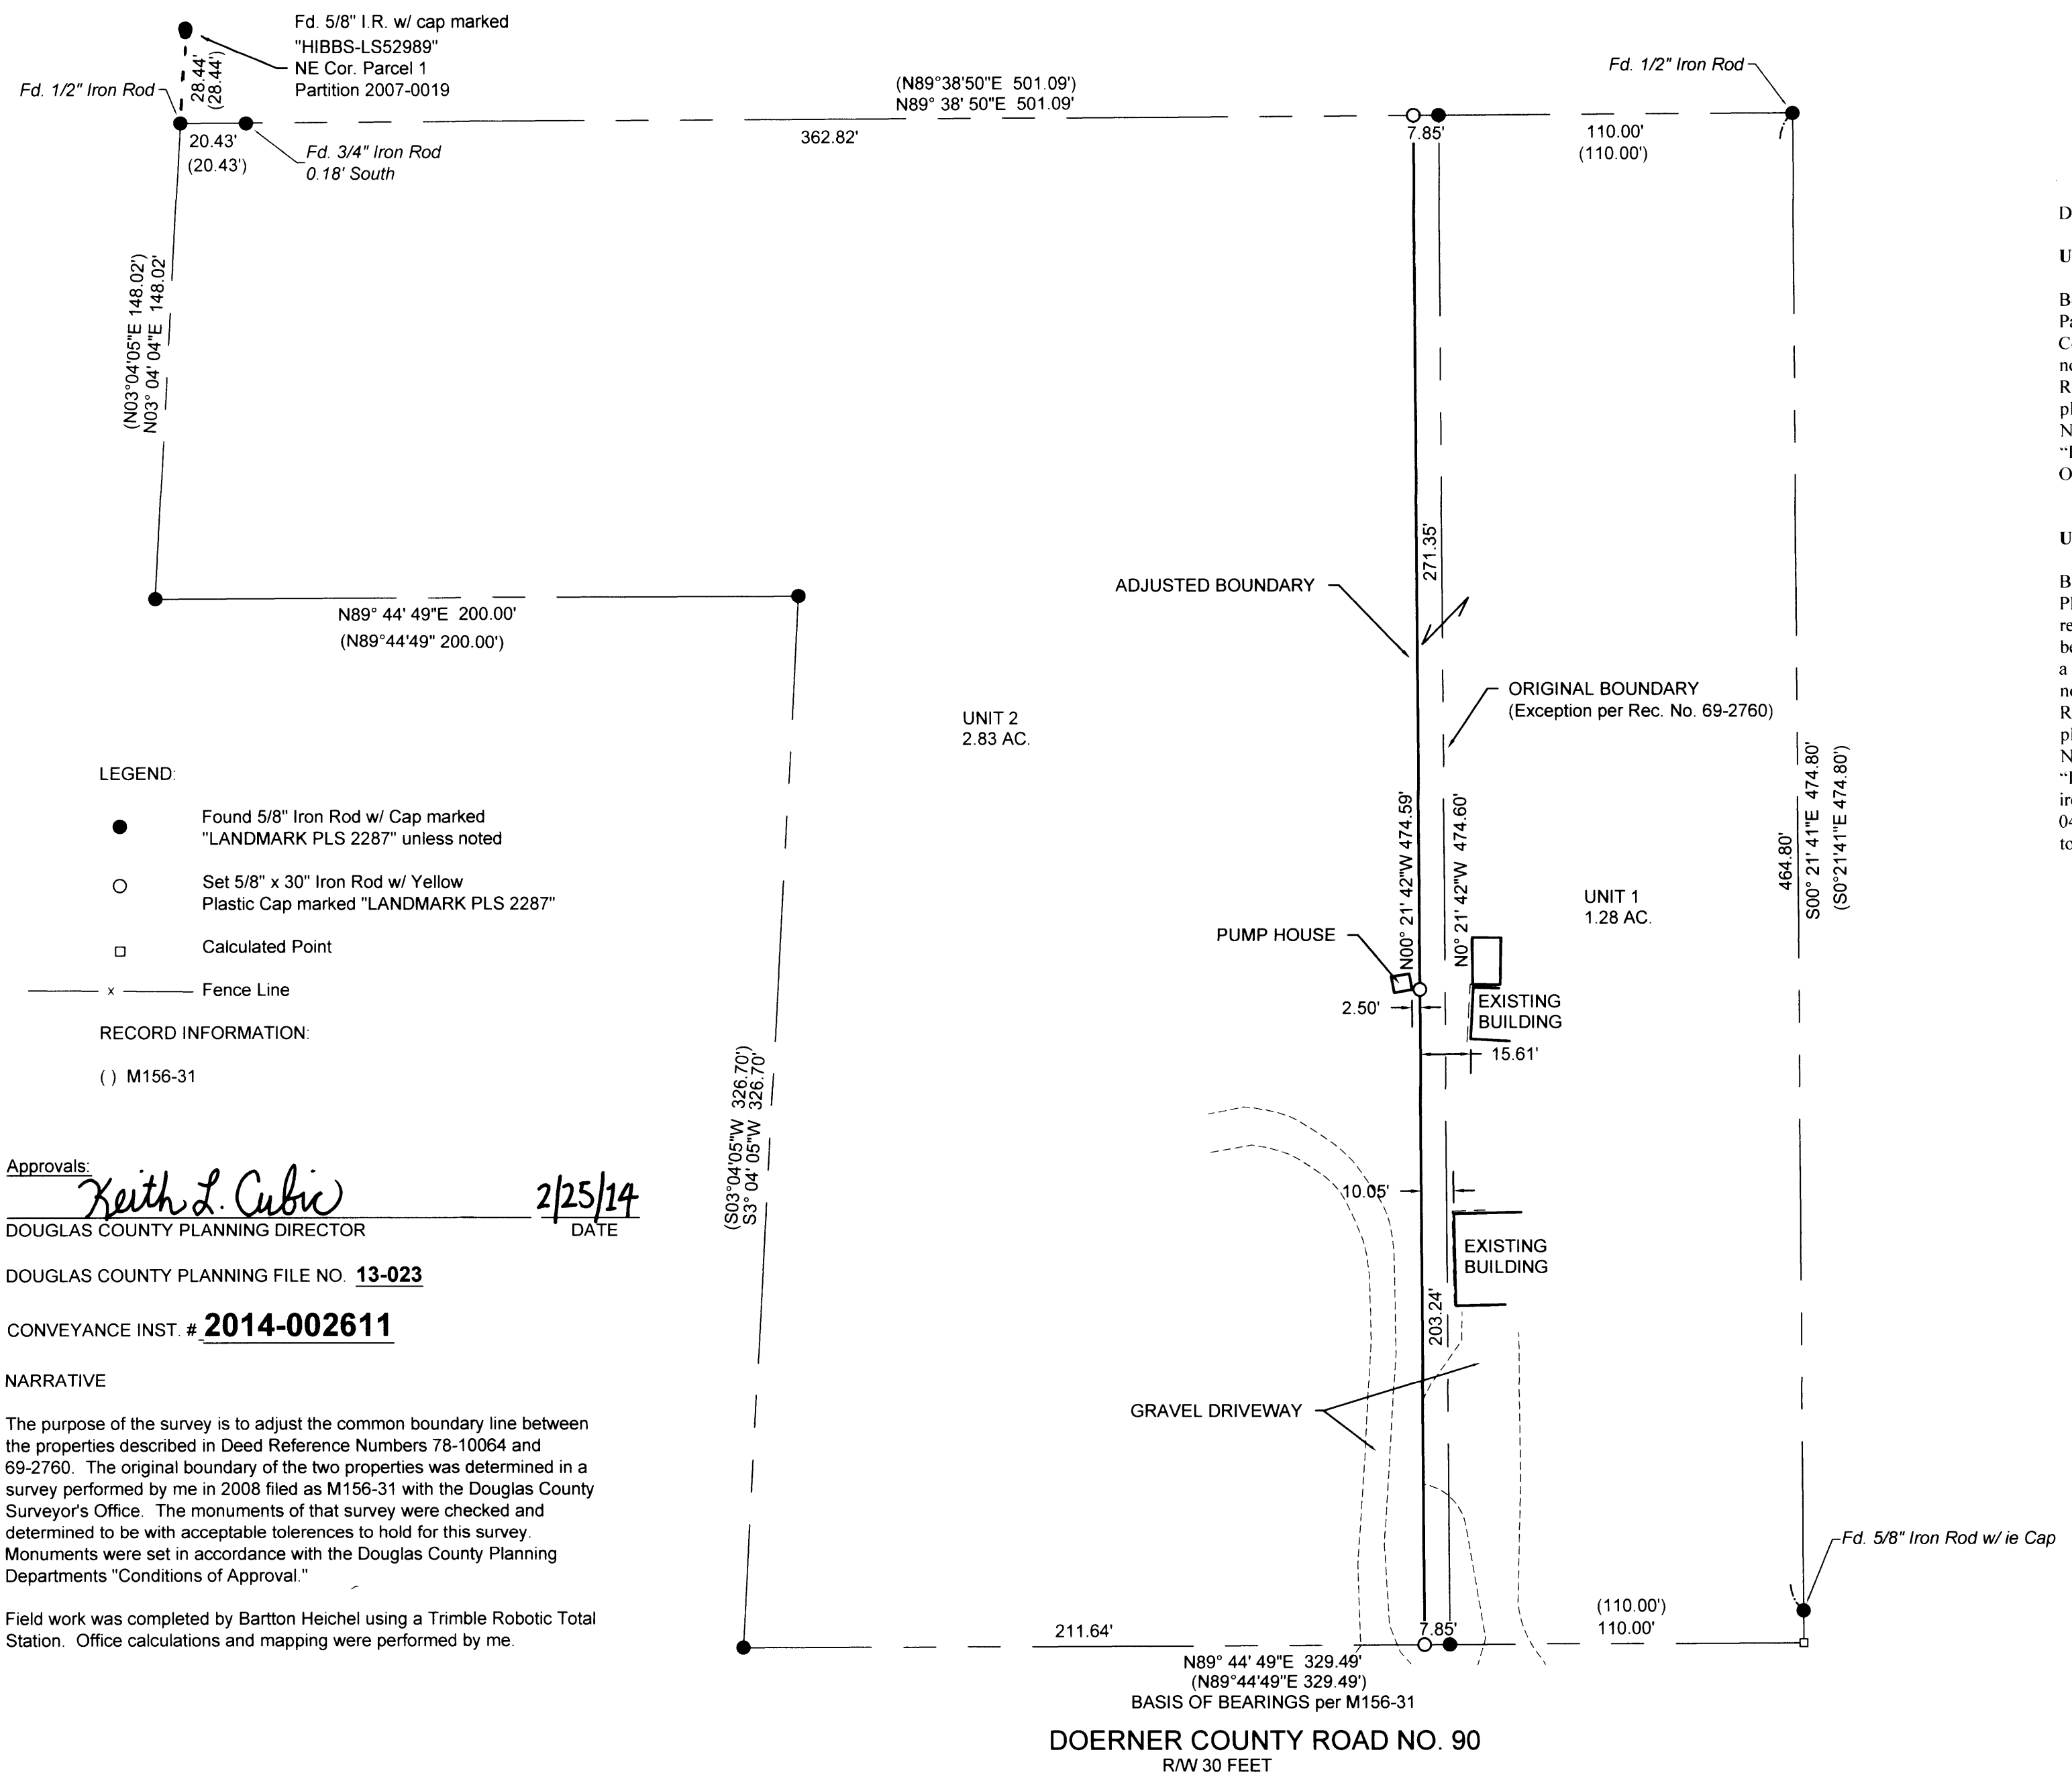 Fd. 5/8" I.R. w/ cap marked
"HIBBS-LS52989"
NE Cor. Parcel 1
Partition 2007-0019
Fd. 1/2" Iron Rod
28.44'
(28.44')
20.43'
(20.43')
Fd. 3/4" Iron Rod
0.18' South
(N89°38'50"E 501.09')
N89° 38' 50"E 501.09'
362.82'
7.85'
Fd. 1/2" Iron Rod
110.00'
(110.00')
(N03°04'05"E 148.02')
N03° 04' 04"E 148.02'
N89° 44' 49"E 200.00'
(N89°44'49" 200.00')
271.35'
ADJUSTED BOUNDARY
ORIGINAL BOUNDARY
(Exception per Rec. No. 69-2760)
UNIT 2
2.83 AC.
N00° 21' 42"W 474.59'
N0° 21' 42"W 474.60'
UNIT 1
1.28 AC.
464.80'
S00° 21' 41"E 474.80'
(S0°21'41"E 474.80')
PUMP HOUSE
2.50'
EXISTING
BUILDING
15.61'
LEGEND:
Found 5/8" Iron Rod w/ Cap marked
"LANDMARK PLS 2287" unless noted
Set 5/8" x 30" Iron Rod w/ Yellow
Plastic Cap marked "LANDMARK PLS 2287"
Calculated Point
x Fence Line
RECORD INFORMATION:
( ) M156-31
(S03°04'05"W 326.70')
S3° 04' 05"W 326.70'
10.05'
EXISTING
BUILDING
203.24'
GRAVEL DRIVEWAY
Approvals:
Keith L. Cubic 2/25/14
DOUGLAS COUNTY PLANNING DIRECTOR DATE
DOUGLAS COUNTY PLANNING FILE NO. 13-023
CONVEYANCE INST. # 2014-002611
NARRATIVE
The purpose of the survey is to adjust the common boundary line between
the properties described in Deed Reference Numbers 78-10064 and
69-2760. The original boundary of the two properties was determined in a
survey performed by me in 2008 filed as M156-31 with the Douglas County
Surveyor's Office. The monuments of that survey were checked and
determined to be with acceptable tolerences to hold for this survey.
Monuments were set in accordance with the Douglas County Planning
Departments "Conditions of Approval."
Field work was completed by Bartton Heichel using a Trimble Robotic Total
Station. Office calculations and mapping were performed by me.
Fd. 5/8" Iron Rod w/ ie Cap
(110.00')
110.00'
211.64'
7.85'
N89° 44' 49"E 329.49'
(N89°44'49"E 329.49')
BASIS OF BEARINGS per M156-31
DOERNER COUNTY ROAD NO. 90
R/W 30 FEET